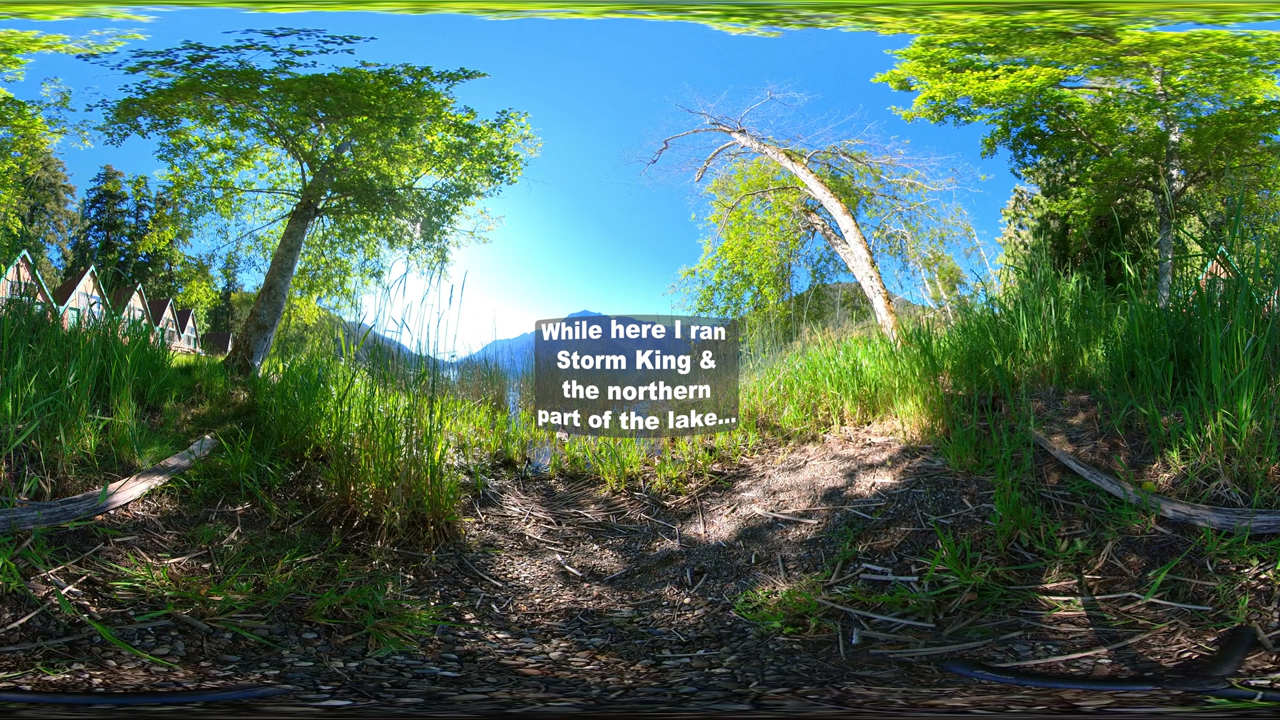 While here I ran
Storm King &
the northern
part of the lake...